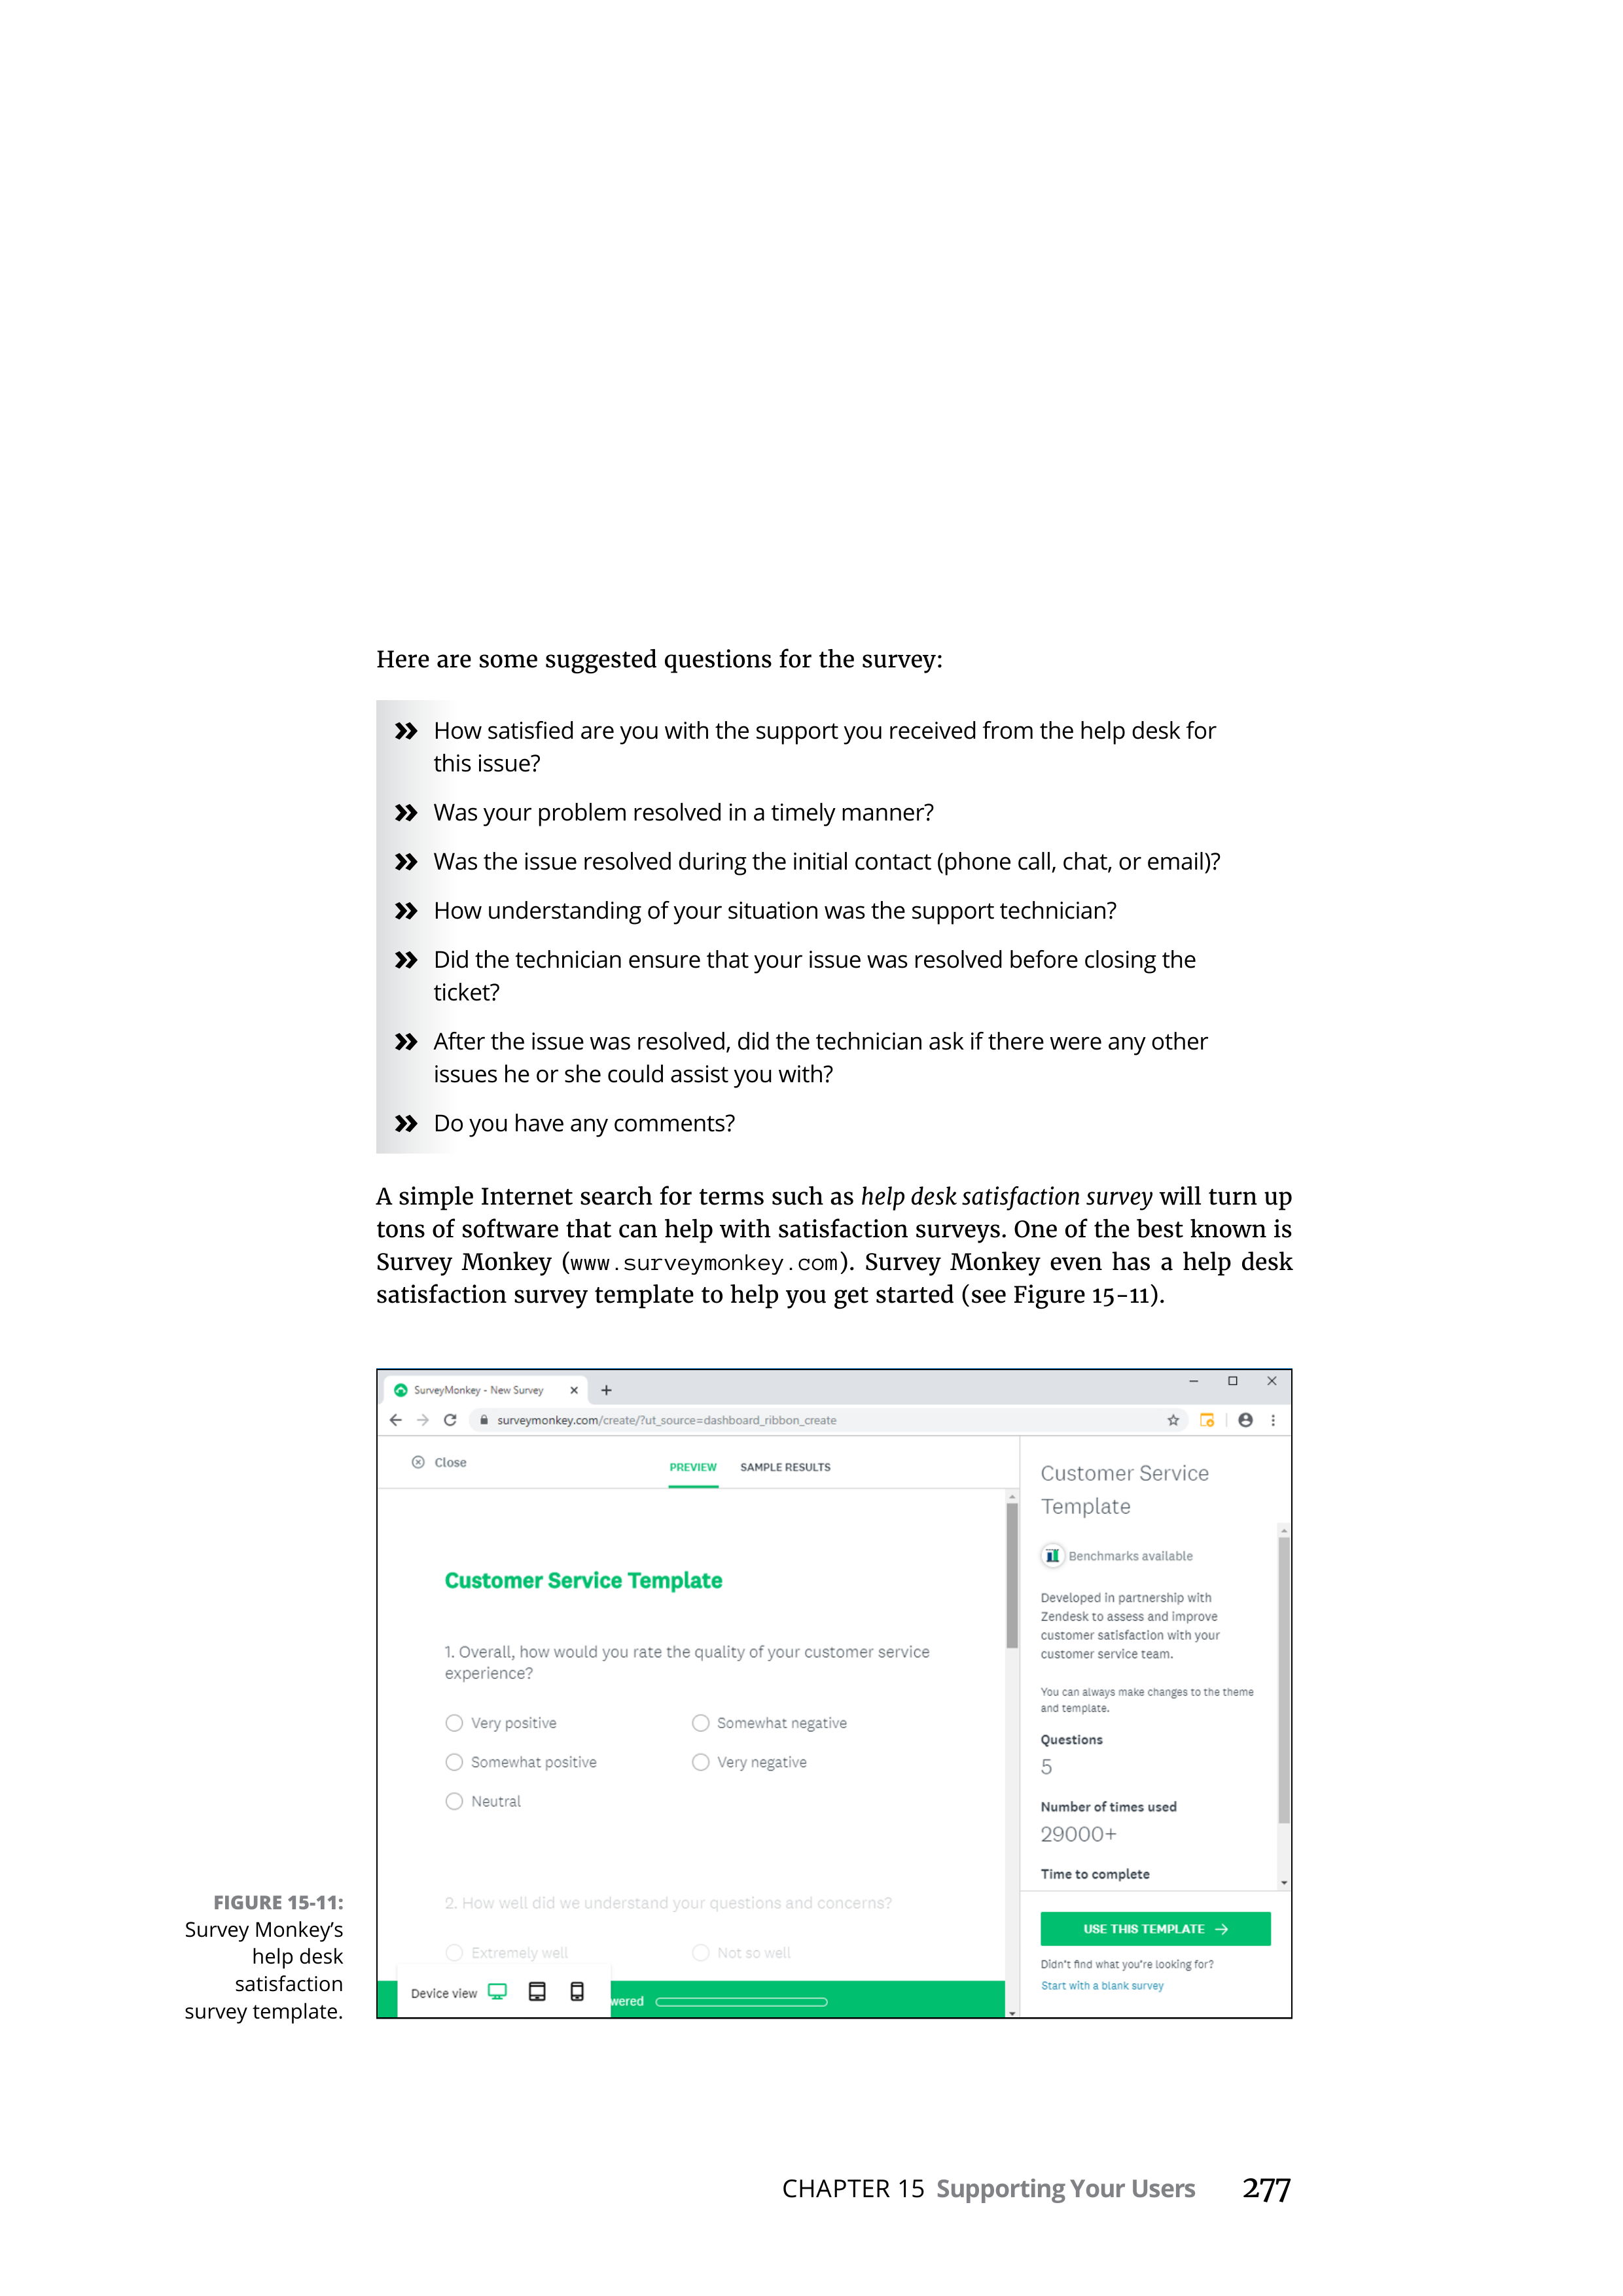 Here are some suggested questions for the survey:
» How satisfied are you with the support you received from the help desk for
this issue?
» Was your problem resolved in a timely manner?
» Was the issue resolved during the initial contact (phone call, chat, or email)?
» How understanding of your situation was the support technician?
» Did the technician ensure that your issue was resolved before closing the
ticket?
» After the issue was resolved, did the technician ask if there were any other
issues he or she could assist you with?
» Do you have any comments?
A simple Internet search for terms such as help desk satisfaction survey will turn up
tons of software that can help with satisfaction surveys. One of the best known is
Survey Monkey (www.surveymonkey.com). Survey Monkey even has a help desk
satisfaction survey template to help you get started (see Figure 15-11).
SurveyMonkey - New Survey
surveymonkey.com/create/?ut_source=dashboard_ribbon_create
Close
PREVIEW SAMPLE RESULTS
Customer Service Template
1. Overall, how would you rate the quality of your customer service
experience?
Very positive
Somewhat negative
Somewhat positive
Very negative
Neutral
2. How well did we understand your questions and concerns?
Extremely well
Not so well
Device view
wered
Customer Service
Template
Benchmarks available
Developed in partnership with
Zendesk to assess and improve
customer satisfaction with your
customer service team.
You can always make changes to the theme
and template.
Questions
5
Number of times used
29000+
Time to complete
USE THIS TEMPLATE →
Didn't find what you're looking for?
Start with a blank survey
FIGURE 15-11:
Survey Monkey's
help desk
satisfaction
survey template.
CHAPTER 15 Supporting Your Users 277